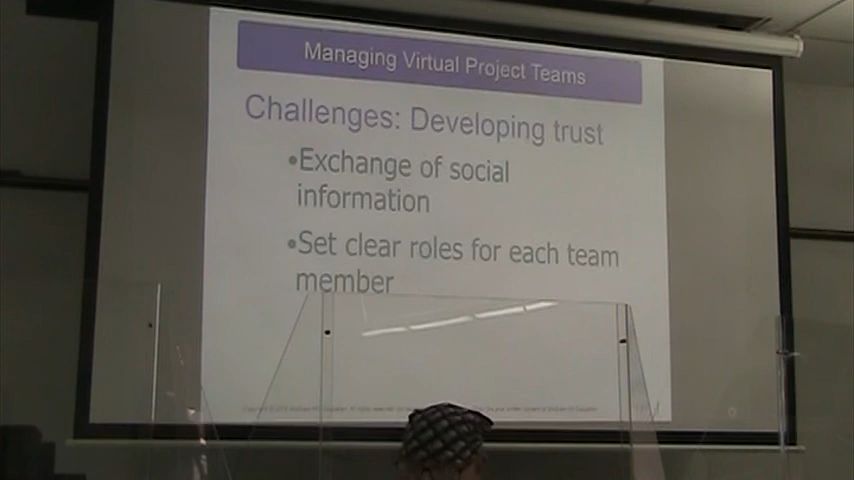 Managing Virtual Project Teams
Challenges: Developing trust
•Exchange of social
information
•Set clear roles for each team
member